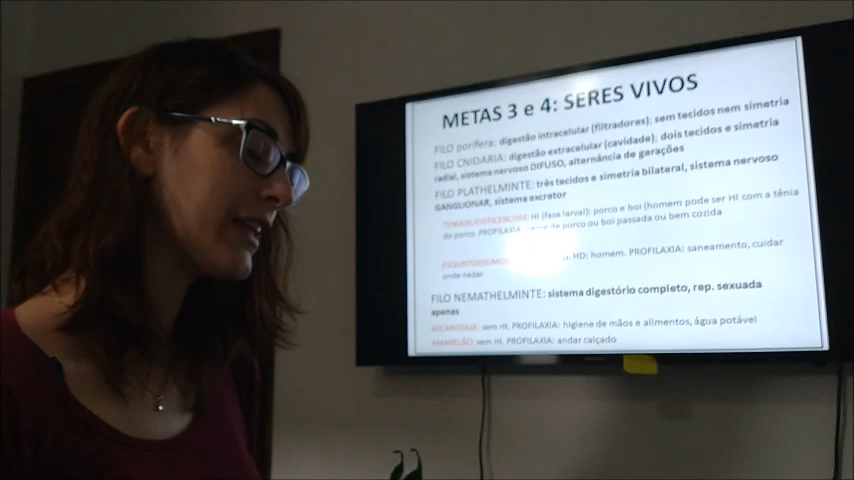 METAS 3 e 4: SERES VIVOS
FILO porífera: digestão intracelular (filtradores); sem tecidos nem simetria
FILO CNIDARIA: digestão extracelular (cavidade); dois tecidos e simetria
radial, sistema nervoso DIFUSO, alternância de gerações
FILO PLATHELMINTE: três tecidos e simetria bilateral, sistema nervoso
GANGLIONAR, sistema excretor
TENÍASE/CISTICERCOSE: HI (fase larval): porco e boi (homem pode ser HI com a tênia
do porco. PROFILAXIA: carne de porco ou boi passada ou bem cozida
HD: homem. PROFILAXIA: saneamento, cuidar
onde nadar
FILO NEMATHELMINTE: sistema digestório completo, rep. sexuada
apenas
ASCARIDÍASE: sem HI. PROFILAXIA: higiene de mãos e alimentos, água potável
AMARELÃO: sem HI. PROFILAXIA: andar calçado